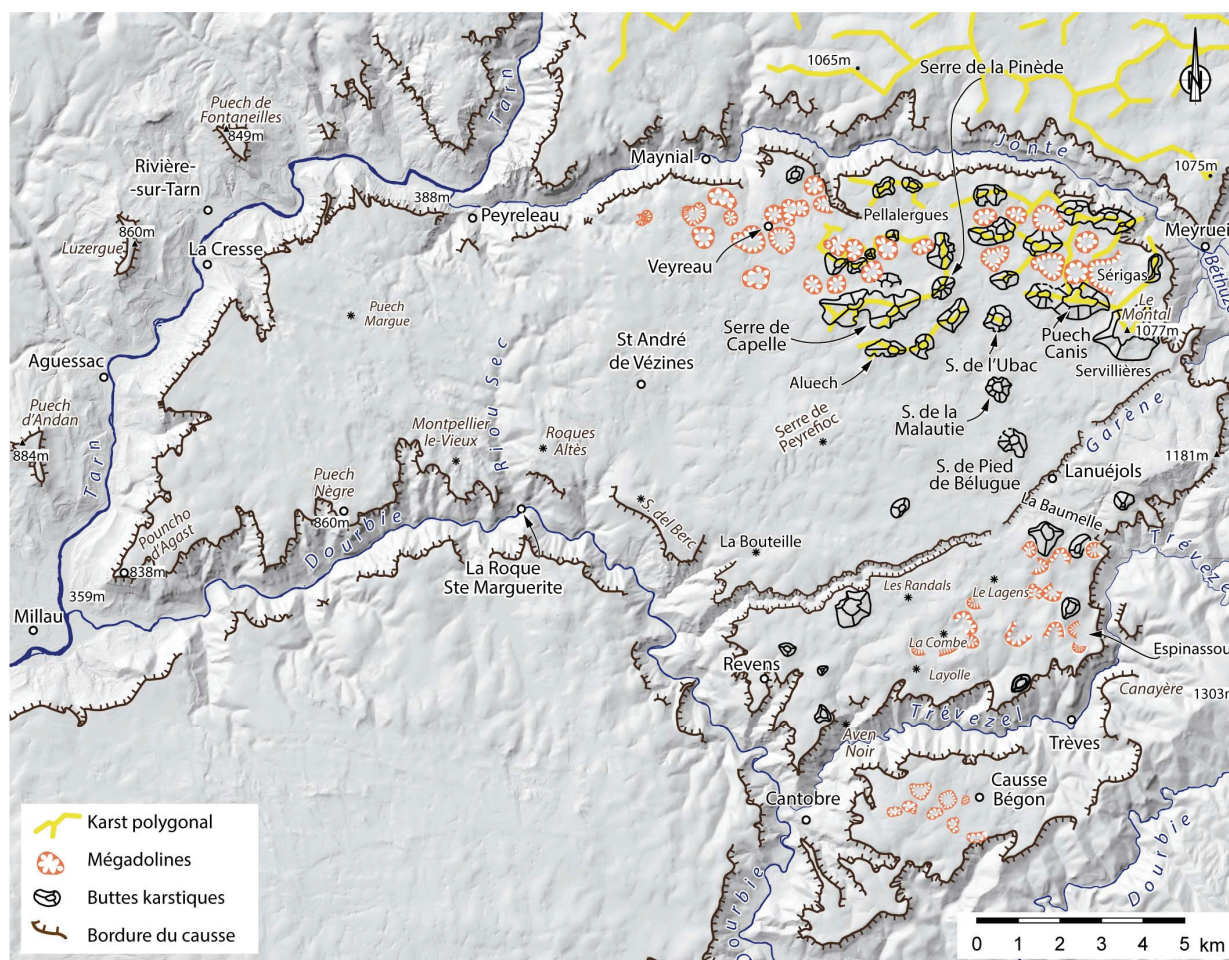 1065m
Serre de la Pinède
N
Puech de
Fontaneilles
849m
Tarn
Maynial
Jonte
1075m
Rivière-
-sur-Tarn
388m
Peyreleau
Pellalergues
Meyruei
Luzergue
860m
La Cresse
Veyreau
Sérigas
Béthuz
Puech
Margue
Le
Montal
1077m
Serre de
Capelle
Puech
Canis
Servillières
St André
de Vézines
S. de l'Ubac
Aguessac
Aluech
Riou Sec
Puech
d'Andan
884m
Montpellier
-le-Vieux
Roques
Altès
Serre de
Peyrefioc
S. de la
Malautie
Garène
Tarn
1181m
S. de Pied
de Bélugue
Lanuéjols
Puech
Nègre
860m
Pouncho
d'Agast
838m
Dourbie
S. del Berc
La Baumelle
Trévezel
La Bouteille
La Roque
Ste Marguerite
359m
Millau
Les Randals
Le Lagens
La Combe
Espinassou
Revens
Layolle
Canayère
1303m
Trévezel
Aven
Noir
Trèves
Cantobre
Causse
Bégon
Dourbie
Dourbie
Karst polygonal
Mégadolines
Buttes karstiques
Bordure du causse
0 1 2 3 4 5 km